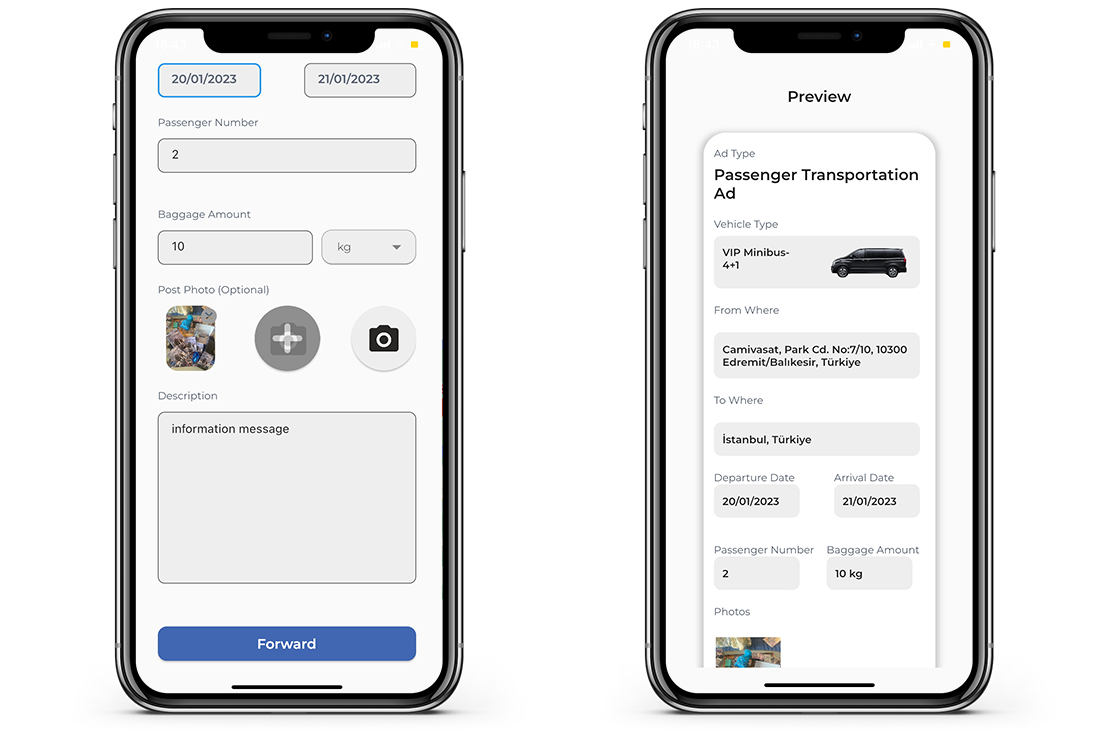 20/01/2023
21/01/2023
Passenger Number
2
Baggage Amount
10
kg
Post Photo (Optional)
Description
information message
Forward
Preview
Ad Type
Passenger Transportation
Ad
Vehicle Type
VIP Minibus-
4+1
From Where
Camivasat, Park Cd. No:7/10, 10300
Edremit/Balıkesir, Türkiye
To Where
İstanbul, Türkiye
Departure Date
Arrival Date
20/01/2023
21/01/2023
Passenger Number
Baggage Amount
2
10 kg
Photos